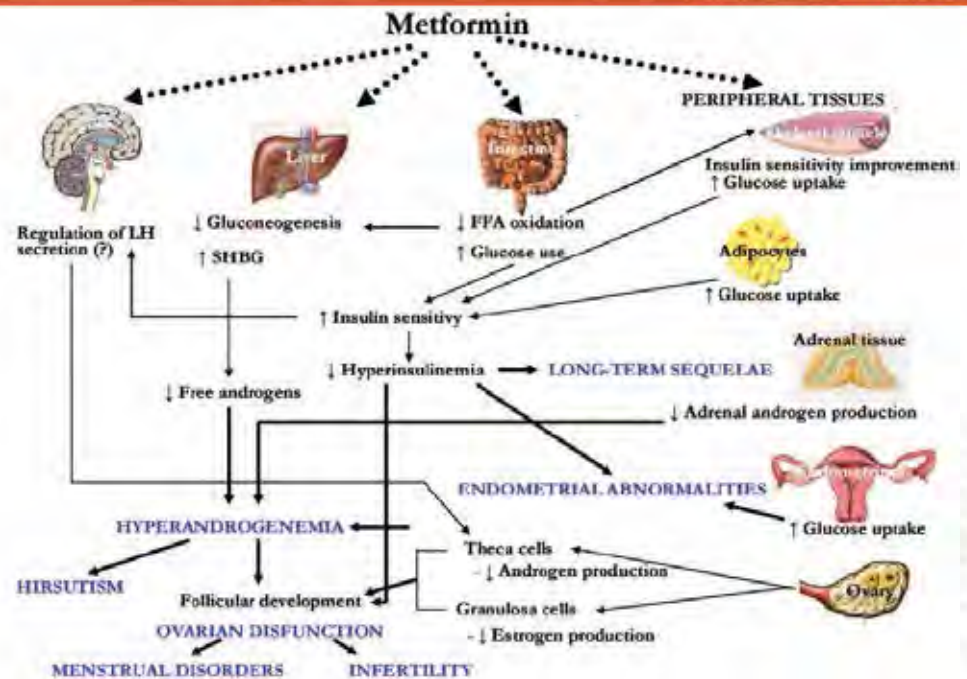 Metformin
PERIPHERAL TISSUES
Liver
Insulin sensitivity improvement
↑ Glucose uptake
↓ Gluconeogenesis
↓ FFA oxidation
Regulation of LH
secretion (?)
↑ SHBG
↑ Glucose use
Adipocytes
↑ Glucose uptake
↑ Insulin sensitivy
Adrenal tissue
↓ Hyperinsulinemia
LONG-TERM SEQUELAE
↓ Free androgens
↓ Adrenal androgen production
ENDOMETRIAL ABNORMALITIES
↑ Glucose uptake
HYPERANDROGENEMIA
Theca cells
- ↓ Androgen production
HIRSUTISM
Ovary
Follicular development
Granulosa cells
OVARIAN DISFUNCTION
- ↓ Estrogen production
MENSTRUAL DISORDERS
INFERTILITY